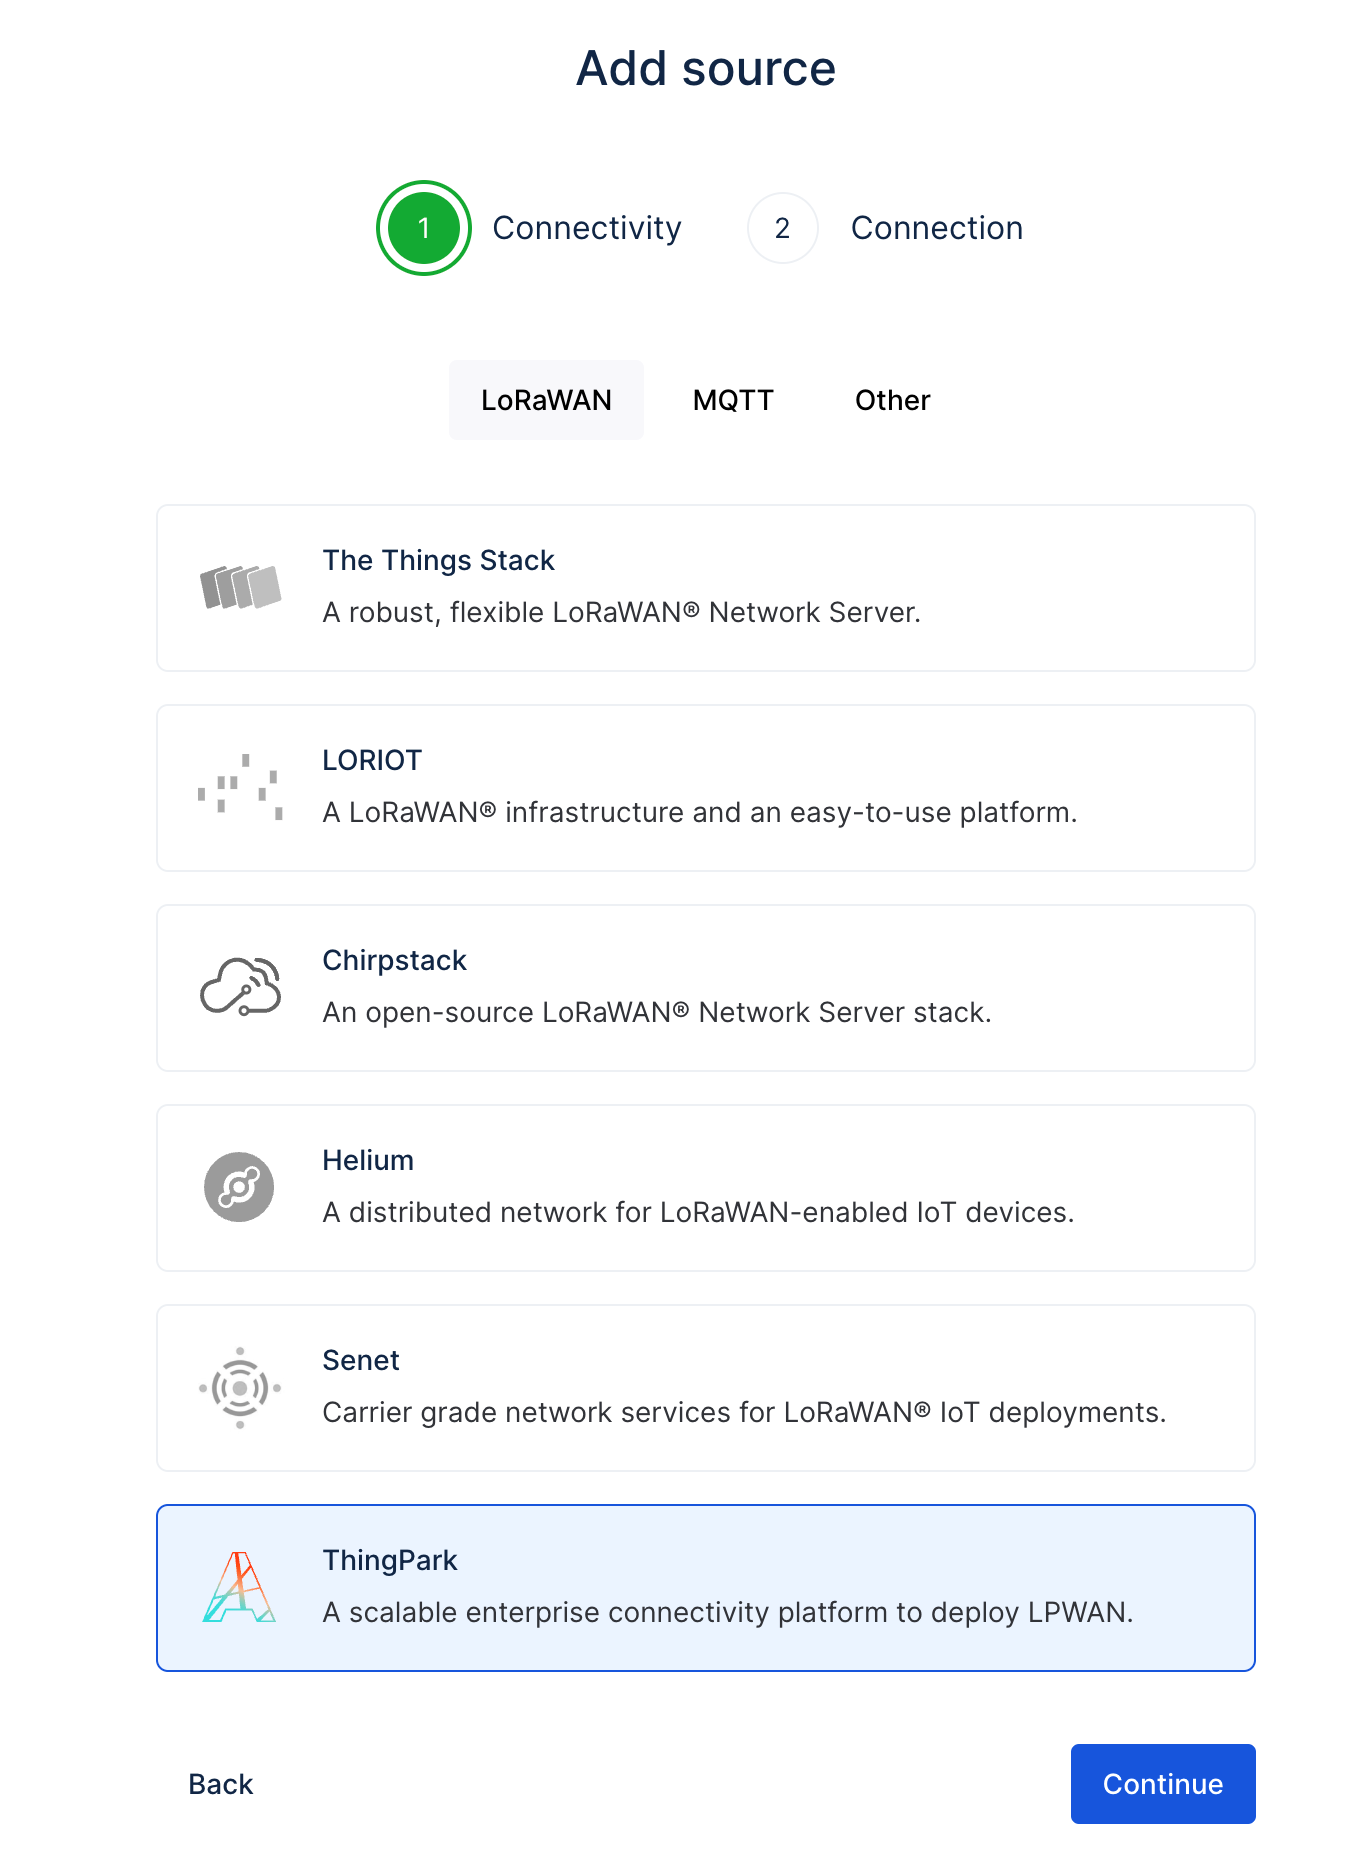 Add source
1 Connectivity 2 Connection
LoRaWAN MQTT Other
The Things Stack
A robust, flexible LoRaWAN® Network Server.
LORIOT
A LoRaWAN® infrastructure and an easy-to-use platform.
Chirpstack
An open-source LoRaWAN® Network Server stack.
Helium
A distributed network for LoRaWAN-enabled IoT devices.
Senet
Carrier grade network services for LoRaWAN® IoT deployments.
ThingPark
A scalable enterprise connectivity platform to deploy LPWAN.
Back Continue